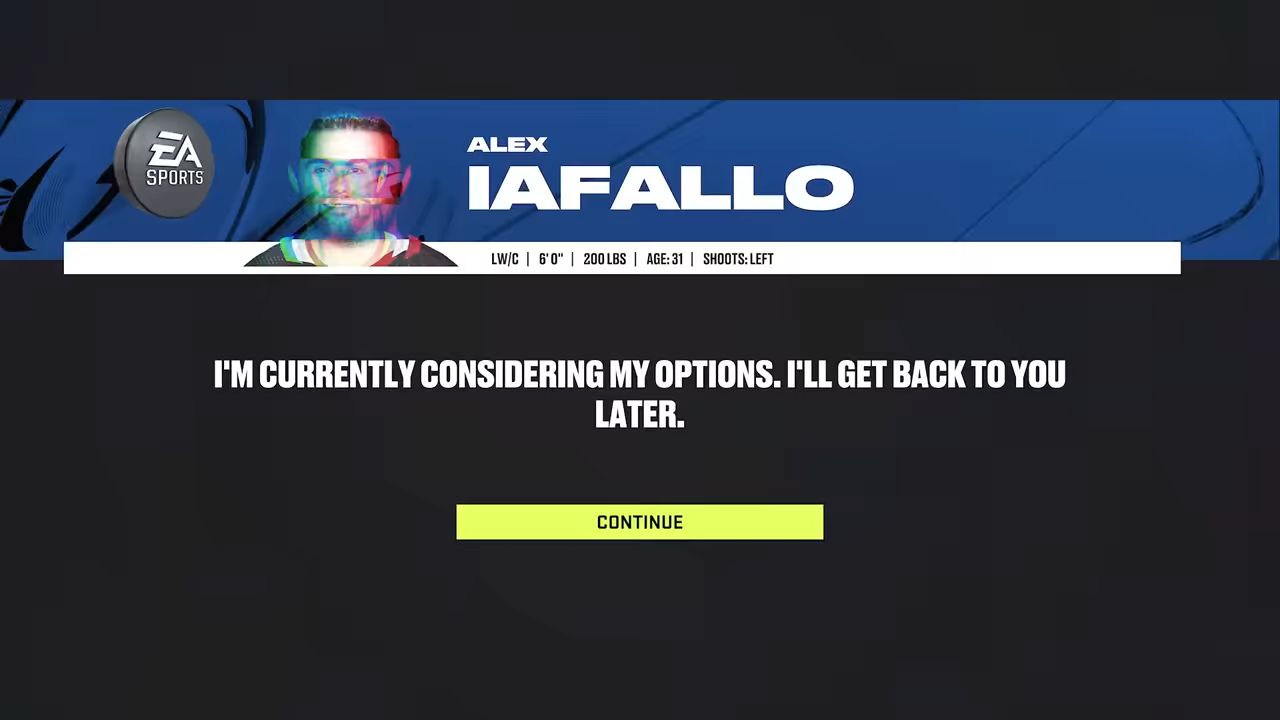 EA
SPORTS
ALEX
IAFALLO
LW/C | 6' 0" | 200 LBS | AGE: 31 | SHOOTS: LEFT
I'M CURRENTLY CONSIDERING MY OPTIONS. I'LL GET BACK TO YOU
LATER.
CONTINUE